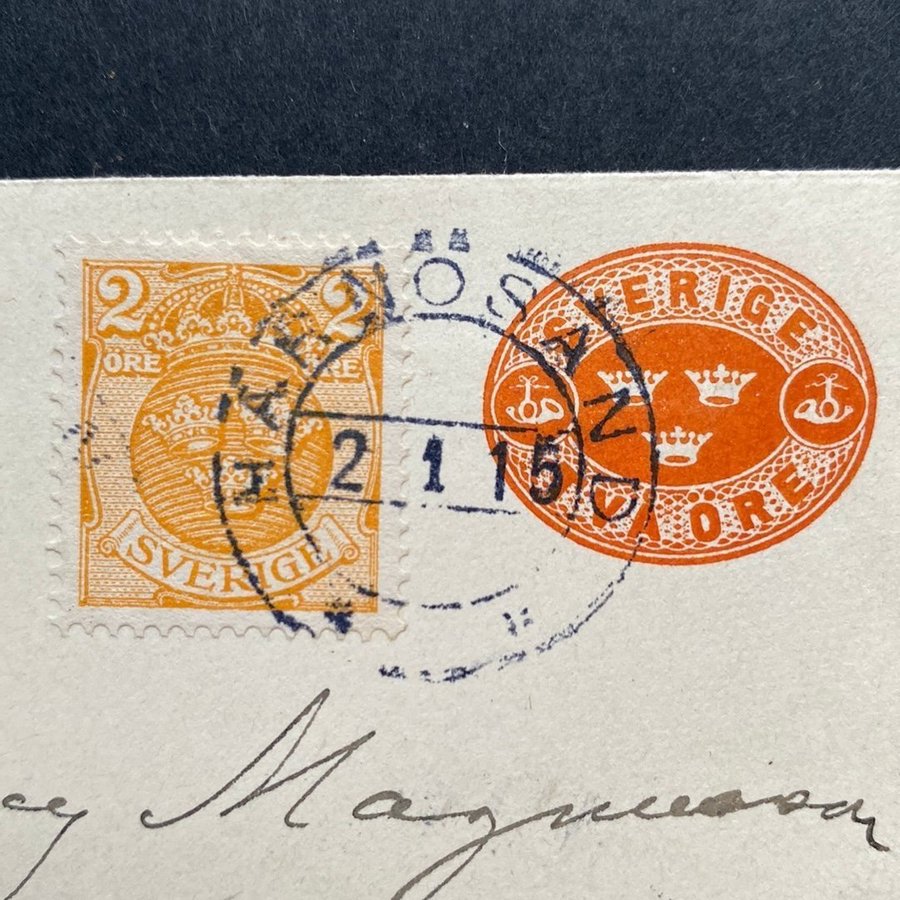 2 2
ÖRE ÖRE
SVERIGE
HÄRNÖSAND
2 1 15
SVERIGE
ÖRE
Magnusson